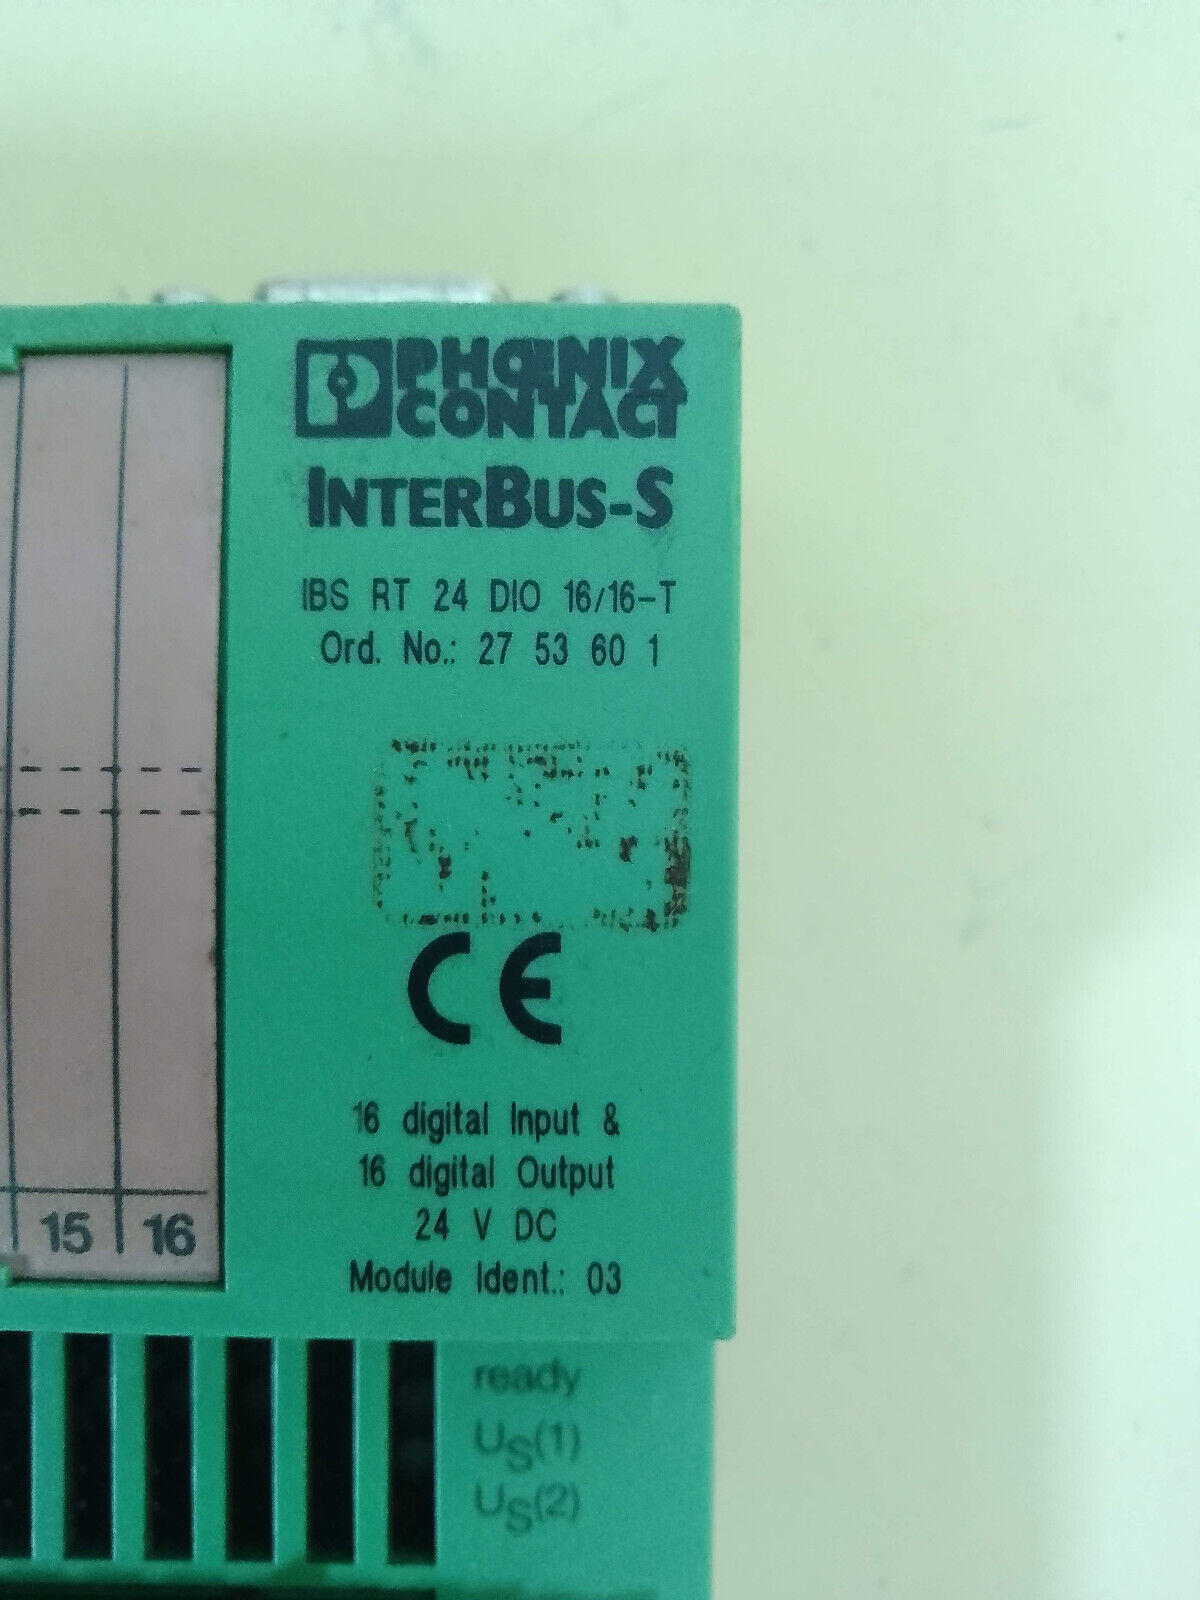 PHOENIX
CONTACT
INTERBUS-S
IBS RT 24 DIO 16/16-T
Ord. No.: 27 53 60 1
CE
16 digital Input &
16 digital Output
24 V DC
Module Ident.: 03
15 16
ready
US(1)
US(2)